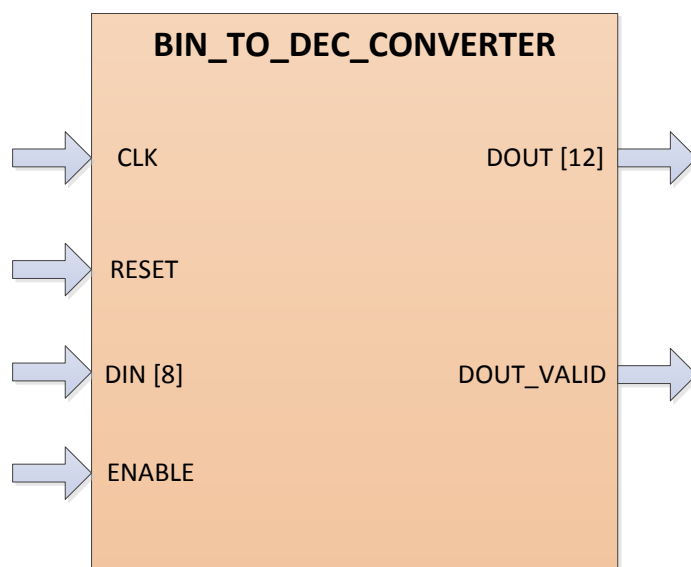 BIN_TO_DEC_CONVERTER
CLK
DOUT [12]
RESET
DIN [8]
DOUT_VALID
ENABLE